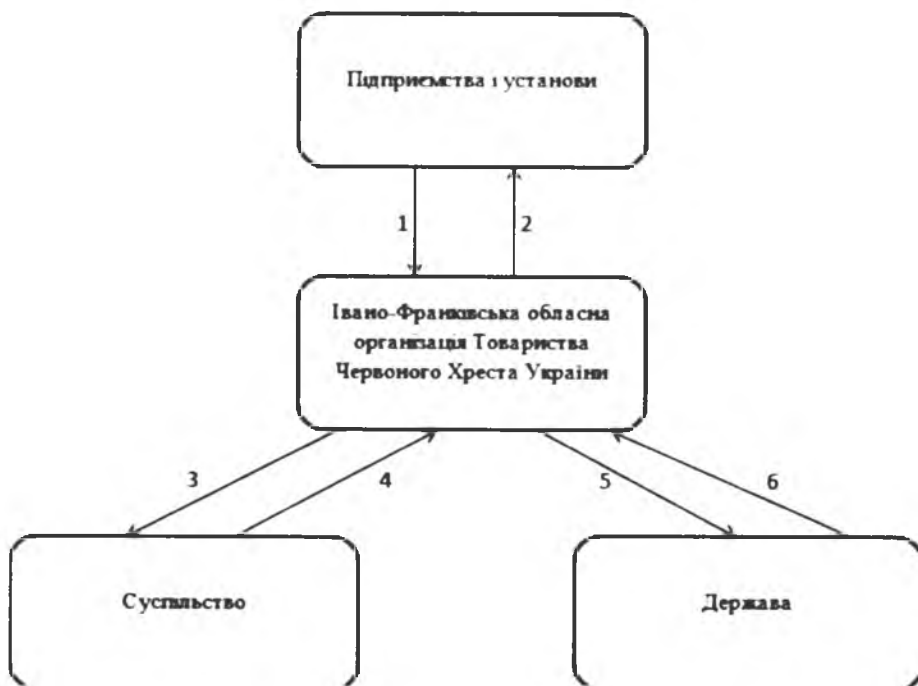 Підприємства і установи
1
2
Івано-Франківська обласна
організація Товариства
Червоного Хреста України
3
4
5
6
Суспільство
Держава